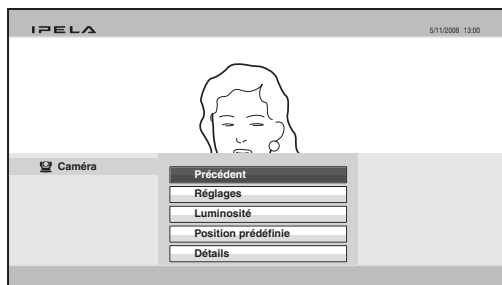 IPELA
5/11/2008 13:00
Caméra
Précédent
Réglages
Luminosité
Position prédéfinie
Détails